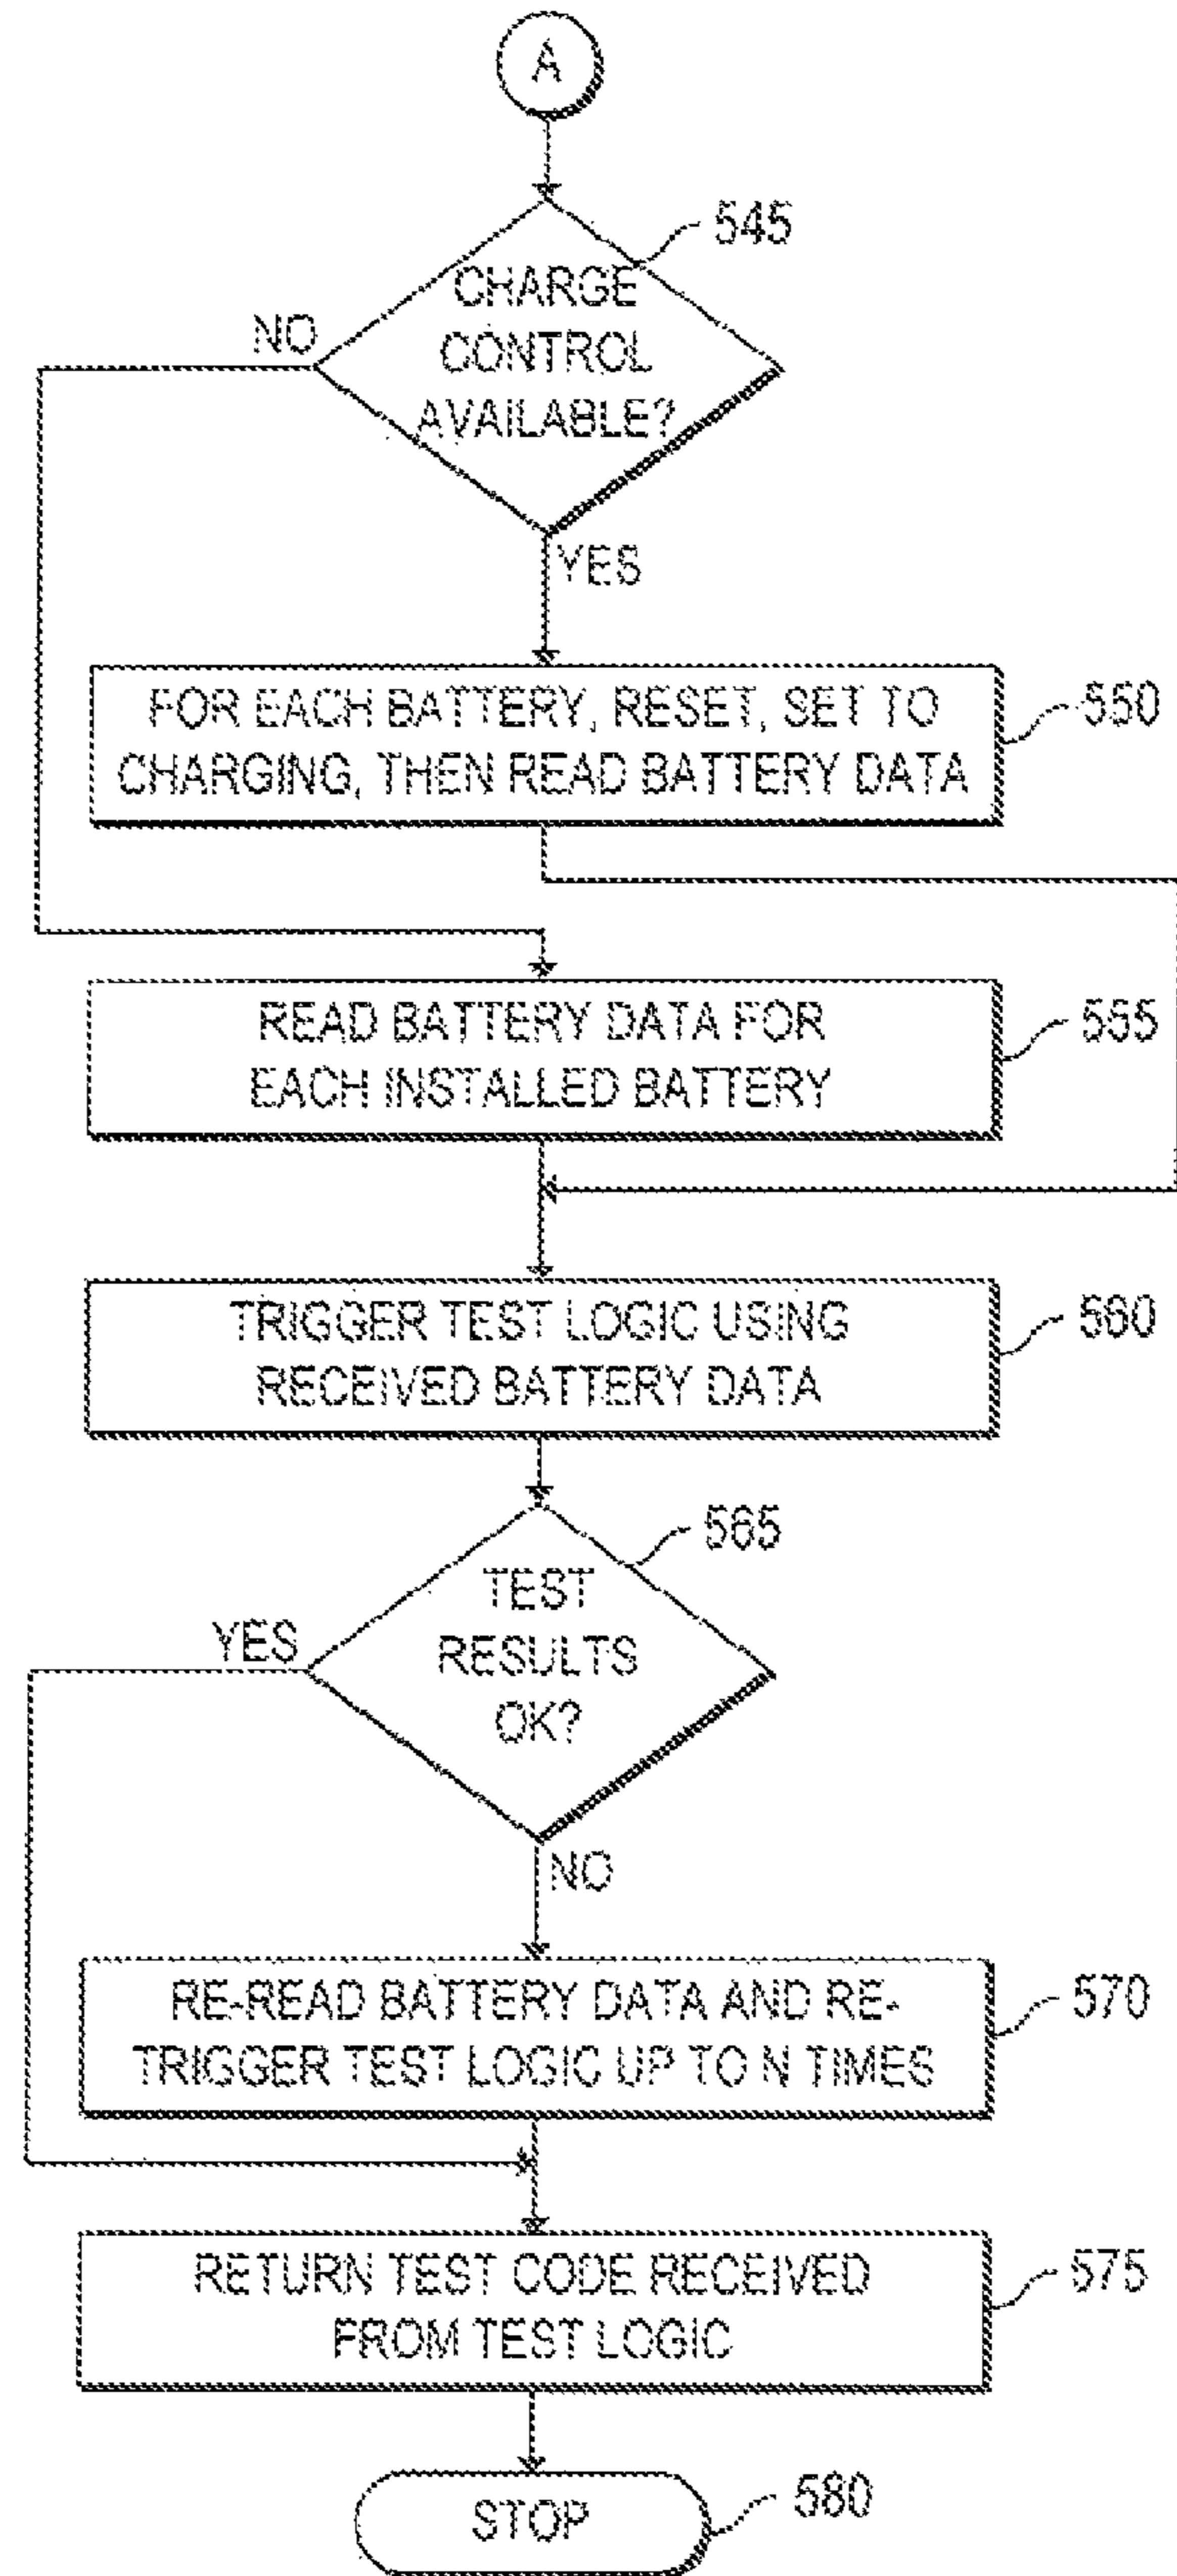 A
545
CHARGE
CONTROL
AVAILABLE?
NO
YES
FOR EACH BATTERY, RESET, SET TO
CHARGING, THEN READ BATTERY DATA
550
READ BATTERY DATA FOR
EACH INSTALLED BATTERY
555
TRIGGER TEST LOGIC USING
RECEIVED BATTERY DATA
560
565
TEST
RESULTS
OK?
YES
NO
RE-READ BATTERY DATA AND RE-
TRIGGER TEST LOGIC UP TO N TIMES
570
RETURN TEST CODE RECEIVED
FROM TEST LOGIC
575
STOP
580